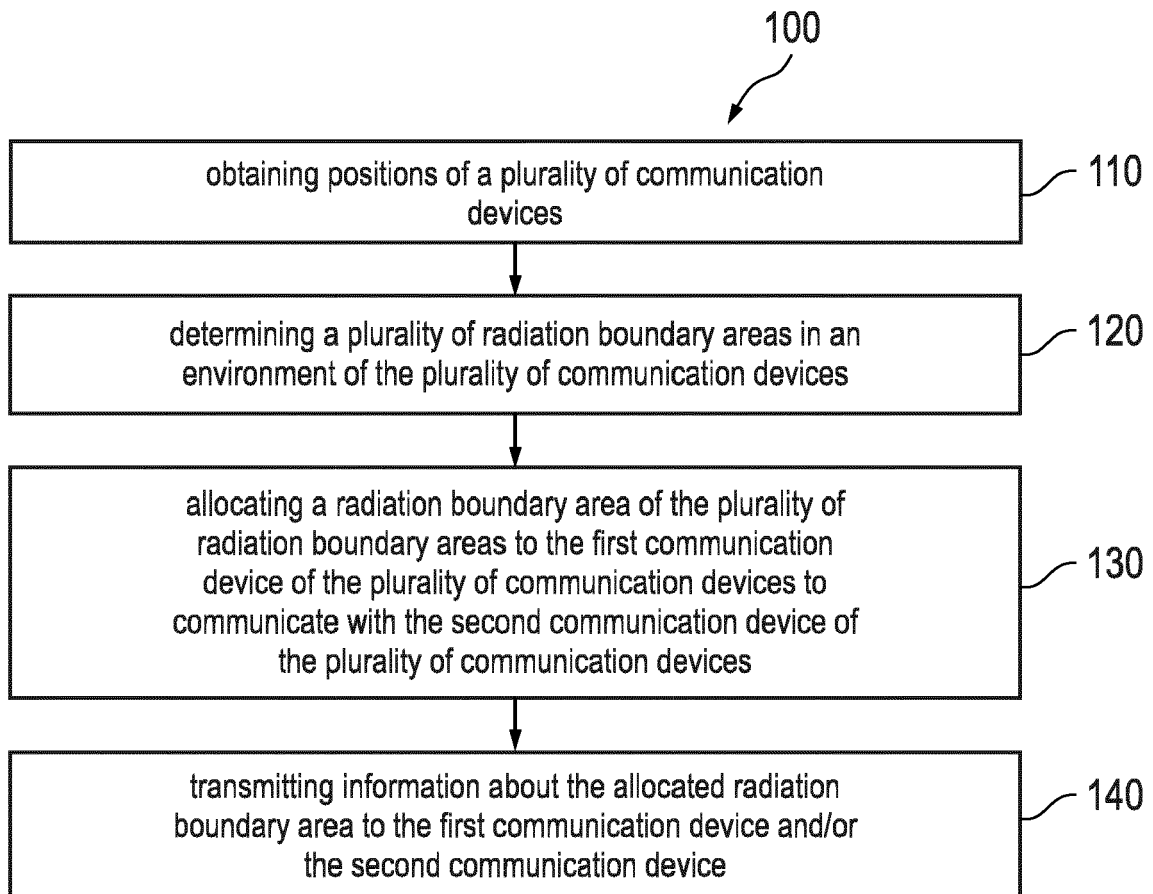 100
obtaining positions of a plurality of communication
devices
110
determining a plurality of radiation boundary areas in an
environment of the plurality of communication devices
120
allocating a radiation boundary area of the plurality of
radiation boundary areas to the first communication
device of the plurality of communication devices to
communicate with the second communication device of
the plurality of communication devices
130
transmitting information about the allocated radiation
boundary area to the first communication device and/or
the second communication device
140